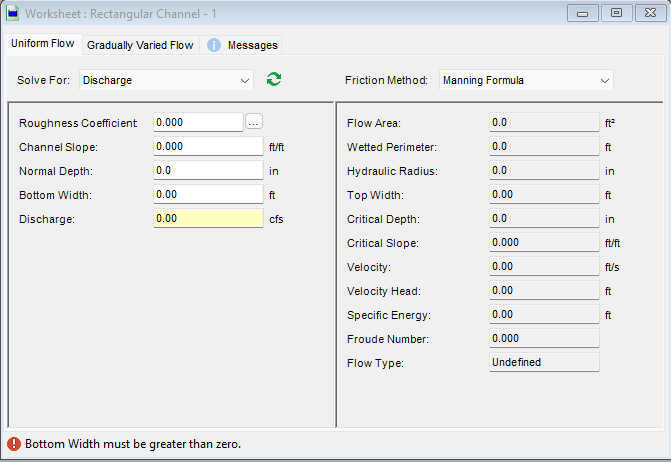 Worksheet : Rectangular Channel - 1
Uniform Flow Gradually Varied Flow Messages
Solve For: Discharge Friction Method: Manning Formula
Roughness Coefficient 0.000 ...
Channel Slope: 0.000 ft/ft
Normal Depth: 0.0 in
Bottom Width: 0.00 ft
Discharge: 0.00 cfs
Flow Area: 0.0 ft²
Wetted Perimeter: 0.0 ft
Hydraulic Radius: 0.0 in
Top Width: 0.00 ft
Critical Depth: 0.0 in
Critical Slope: 0.000 ft/ft
Velocity: 0.00 ft/s
Velocity Head: 0.00 ft
Specific Energy: 0.00 ft
Froude Number: 0.000
Flow Type: Undefined
Bottom Width must be greater than zero.